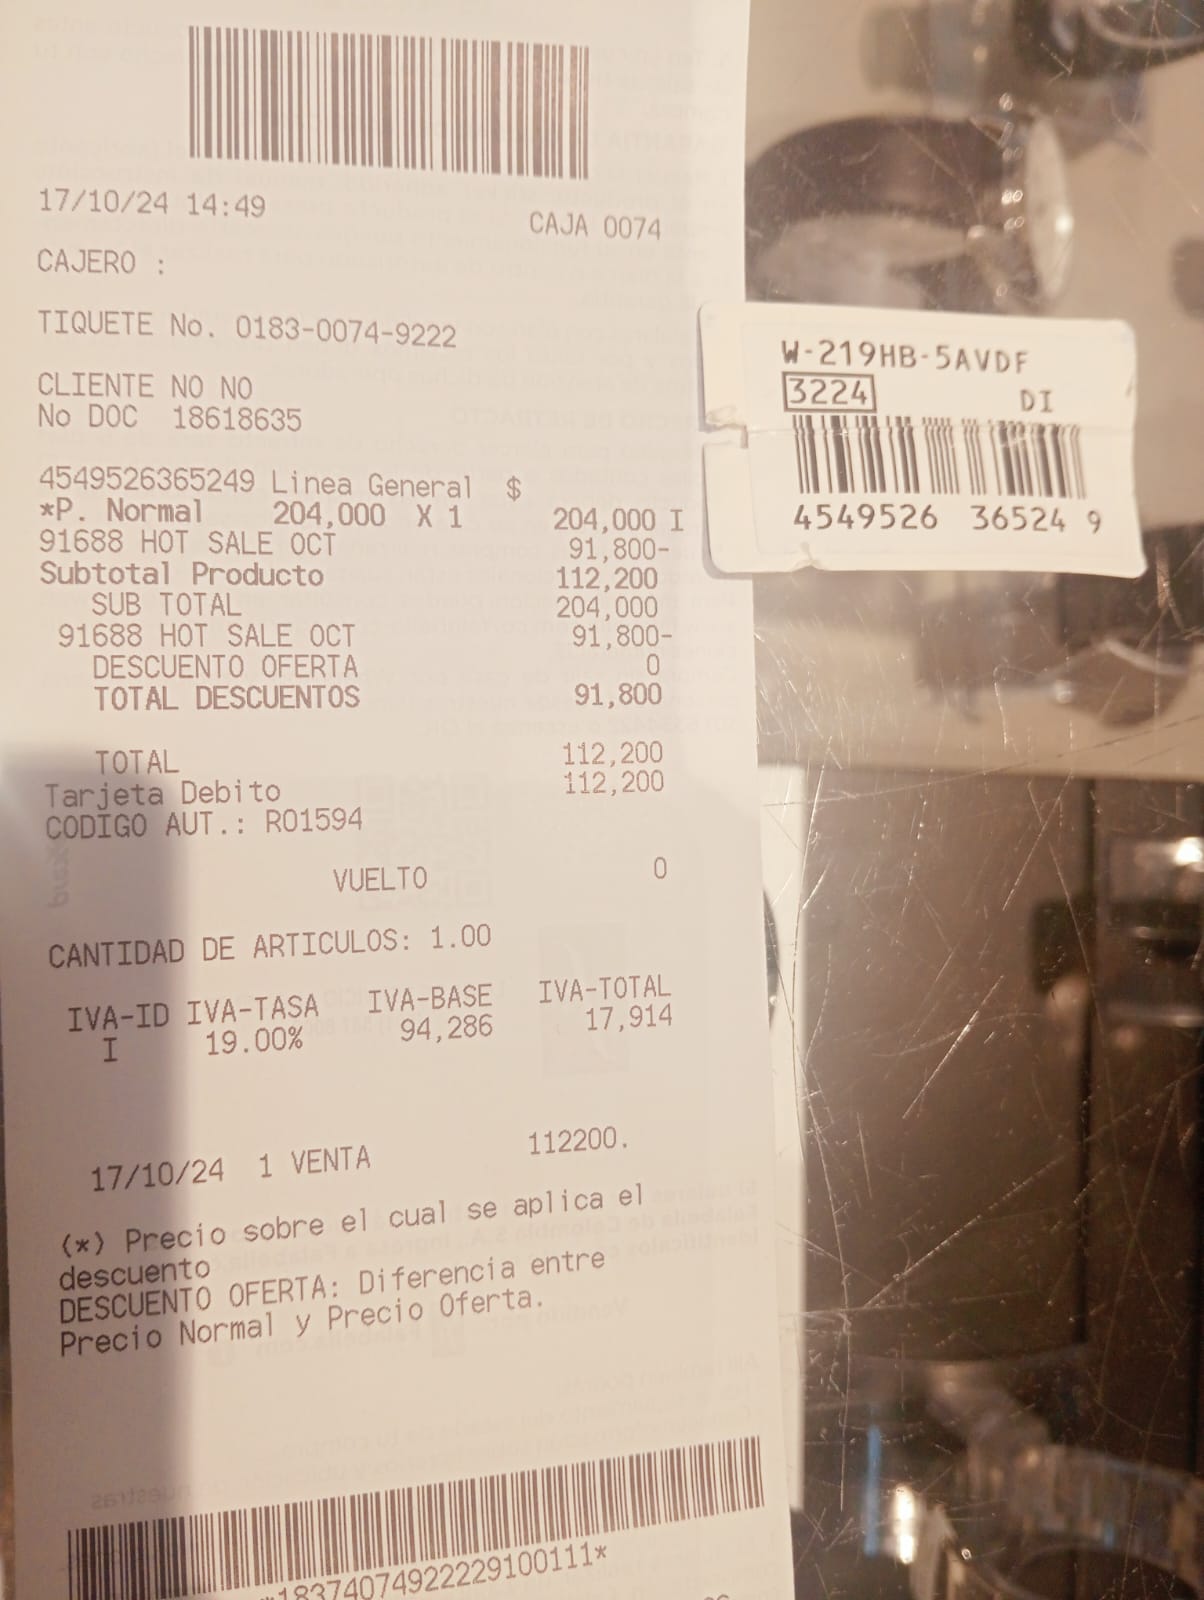 17/10/24 14:49 CAJA 0074
CAJERO :
TIQUETE No. 0183-0074-9222
CLIENTE NO NO
No DOC 18618635
4549526365249 Linea General $
*P. Normal 204,000 X 1 204,000 I
91688 HOT SALE OCT 91,800-
Subtotal Producto 112,200
SUB TOTAL 204,000
91688 HOT SALE OCT 91,800-
DESCUENTO OFERTA 0
TOTAL DESCUENTOS 91,800
TOTAL 112,200
Tarjeta Debito 112,200
CODIGO AUT.: R01594
VUELTO 0
CANTIDAD DE ARTICULOS: 1.00
IVA-ID IVA-TASA IVA-BASE IVA-TOTAL
I 19.00% 94,286 17,914
17/10/24 1 VENTA 112200.
(*) Precio sobre el cual se aplica el
descuento
DESCUENTO OFERTA: Diferencia entre
Precio Normal y Precio Oferta.
*18374074922229100111*
W-219HB-5AVDF
3224 DI
4549526 36524 9